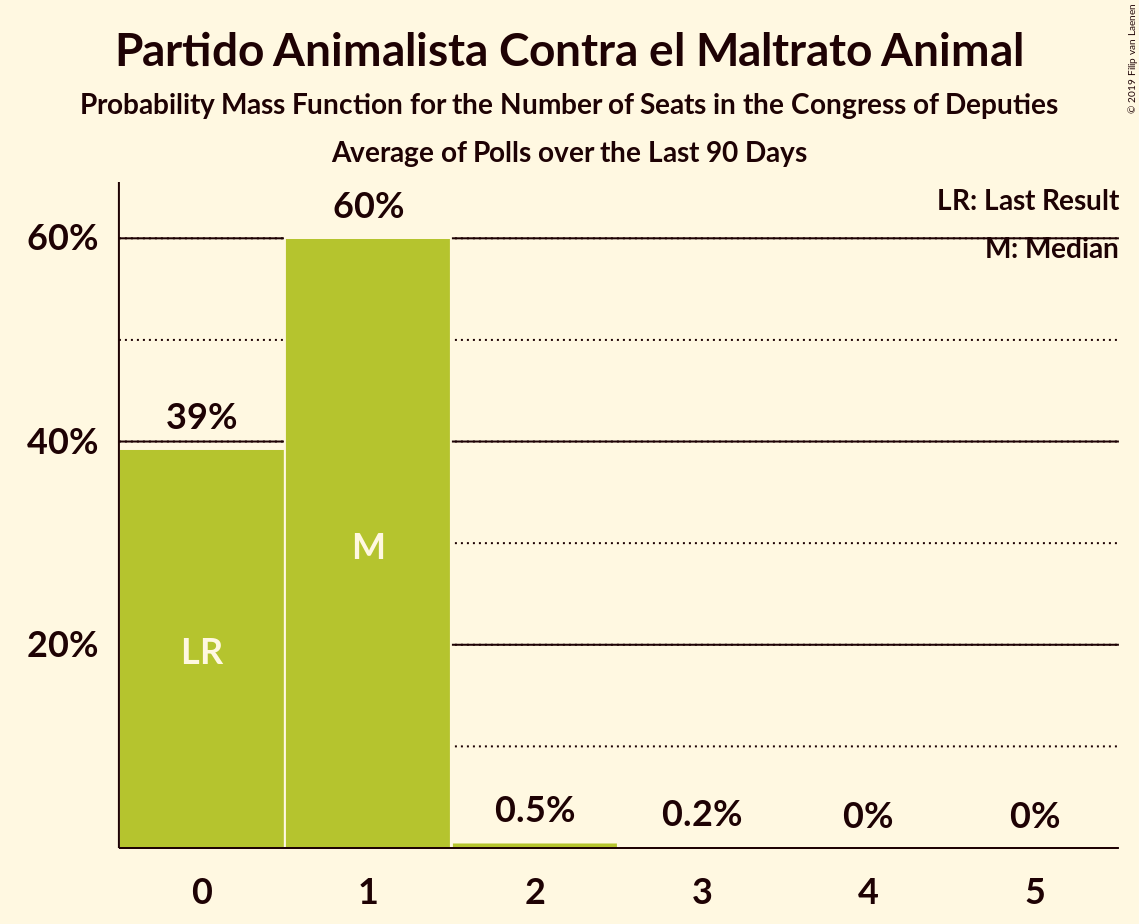 Partido Animalista Contra el Maltrato Animal
Probability Mass Function for the Number of Seats in the Congress of Deputies
Average of Polls over the Last 90 Days
© 2019 Filip van Laenen
LR: Last Result
M: Median
60%
40%
20%
39%
60%
0.5%
0.2%
0%
0%
LR
M
0
1
2
3
4
5